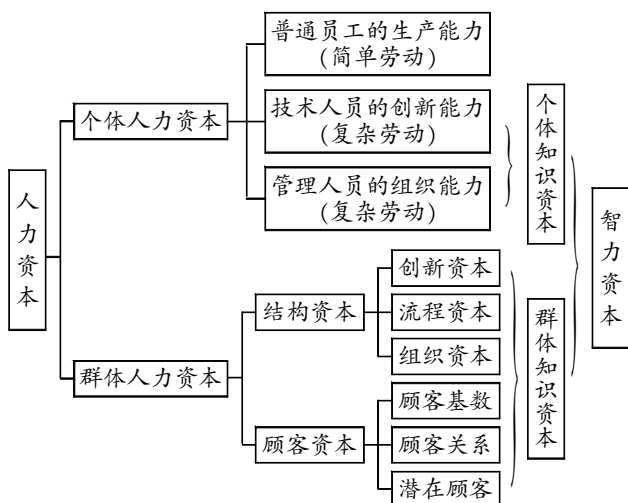 普通员工的生产能力
(简单劳动)
个体人力资本
技术人员的创新能力
(复杂劳动)
管理人员的组织能力
(复杂劳动)
个体知识资本
人力资本
智力资本
创新资本
结构资本
流程资本
组织资本
群体人力资本
群体知识资本
顾客基数
顾客资本
顾客关系
潜在顾客